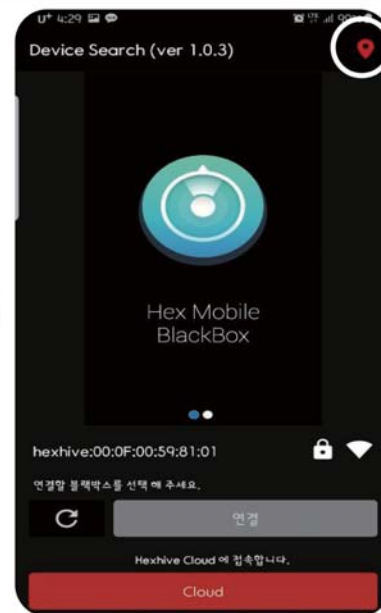 U+ 4:29
Device Search (ver 1.0.3)
Hex Mobile
BlackBox
hexhive:00:0F:00:59:81:01
연결할 블랙박스를 선택 해 주세요.
연결
Hexhive Cloud 에 접속합니다.
Cloud